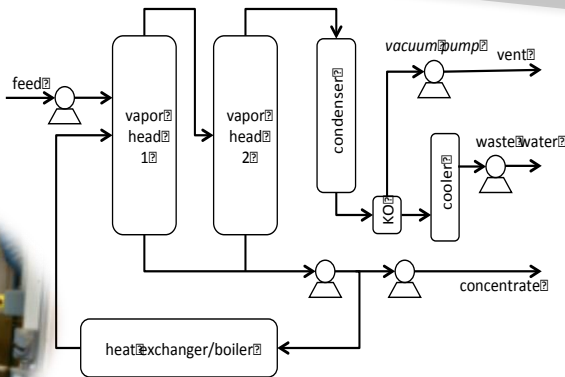 vacuum pump
vent
feed
vapor
head
1
vapor
head
2
condenser
waste water
KO
cooler
concentrate
heat exchanger/boiler